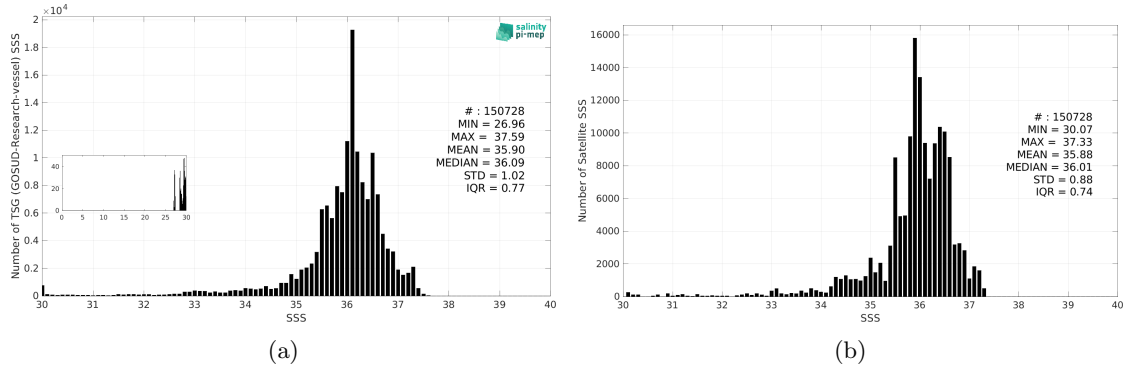 ×10⁴
salinity
pi-mep
Number of TSG (GOSUD-Research-vessel) SSS
2
1.8
1.6
1.4
1.2
1
0.8
0.6
0.4
0.2
0
# : 150728
MIN = 26.96
MAX = 37.59
MEAN = 35.90
MEDIAN = 36.09
STD = 1.02
IQR = 0.77
40
20
0
0 5 10 15 20 25 30
30 31 32 33 34 35 36 37 38 39 40
SSS
(a)
Number of Satellite SSS
16000
14000
12000
10000
8000
6000
4000
2000
0
# : 150728
MIN = 30.07
MAX = 37.33
MEAN = 35.88
MEDIAN = 36.01
STD = 0.88
IQR = 0.74
30 31 32 33 34 35 36 37 38 39 40
SSS
(b)